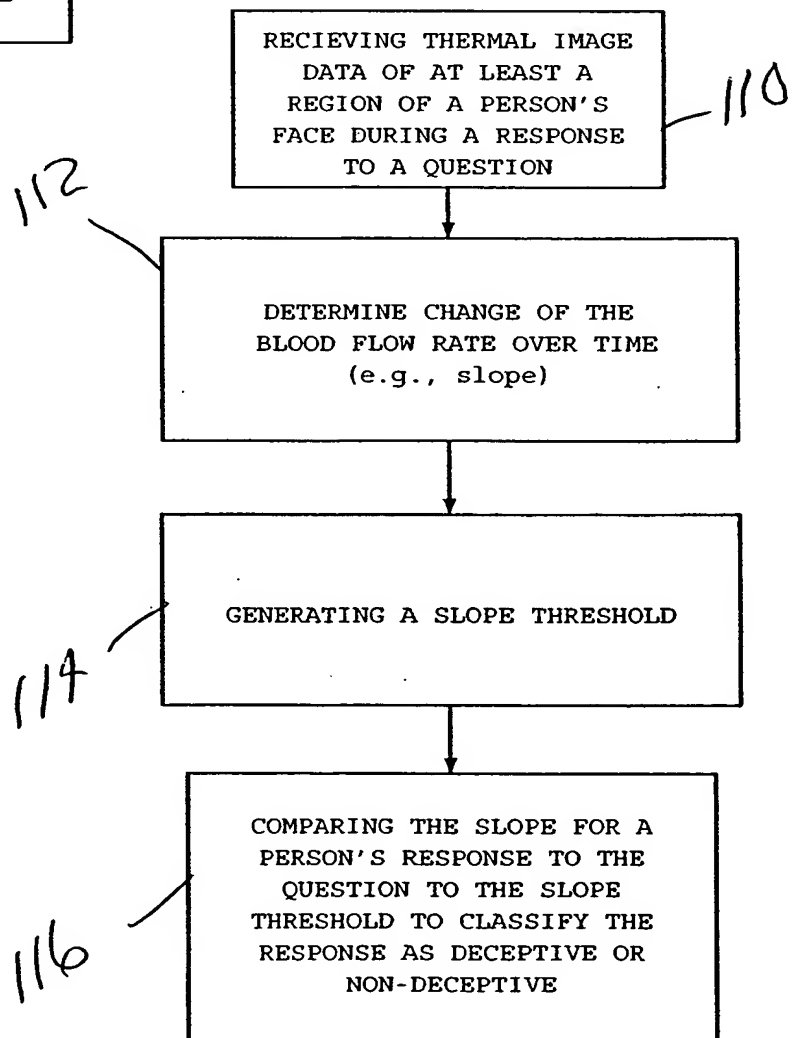 RECIEVING THERMAL IMAGE
DATA OF AT LEAST A
REGION OF A PERSON'S
FACE DURING A RESPONSE
TO A QUESTION
110
112
DETERMINE CHANGE OF THE
BLOOD FLOW RATE OVER TIME
(e.g., slope)
GENERATING A SLOPE THRESHOLD
114
COMPARING THE SLOPE FOR A
PERSON'S RESPONSE TO THE
QUESTION TO THE SLOPE
THRESHOLD TO CLASSIFY THE
RESPONSE AS DECEPTIVE OR
NON-DECEPTIVE
116